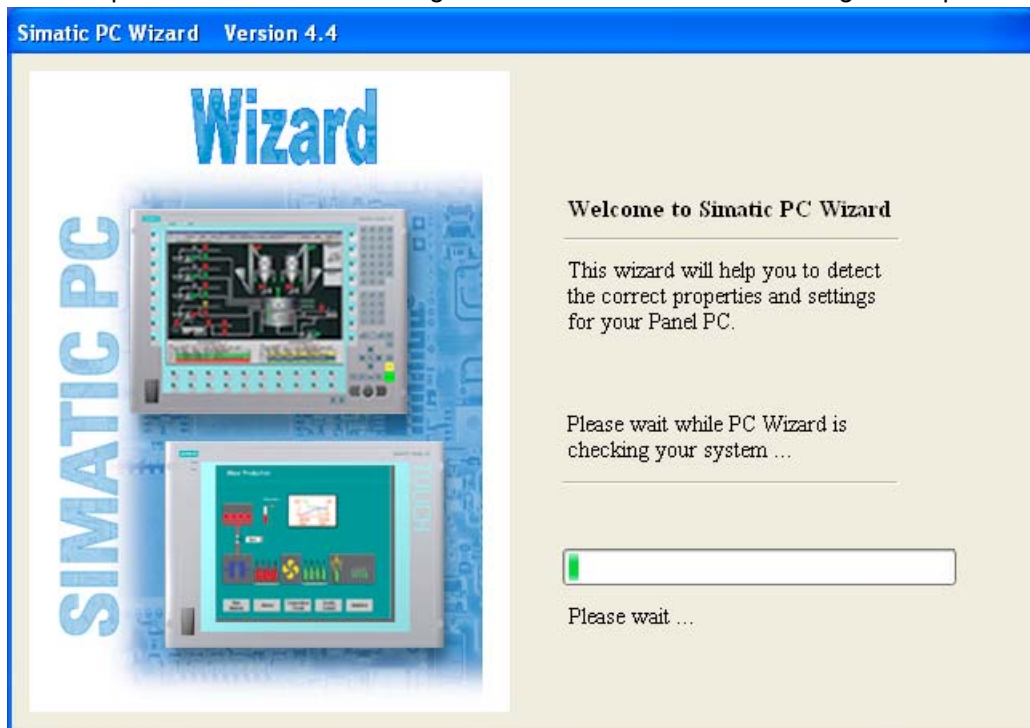 Simatic PC Wizard Version 4.4
Wizard
SIMATIC PC
Welcome to Simatic PC Wizard
This wizard will help you to detect
the correct properties and settings
for your Panel PC.
Please wait while PC Wizard is
checking your system ...
Please wait ...